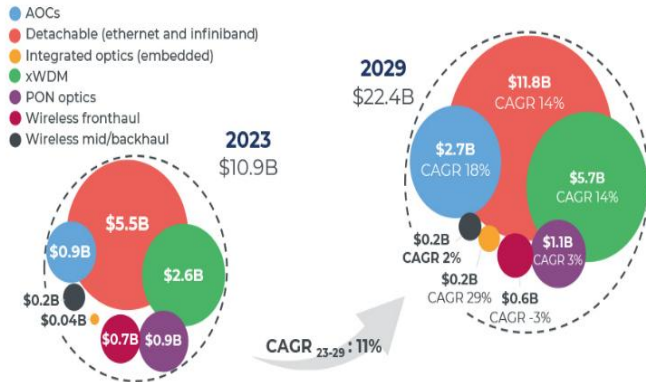 AOCs
Detachable (ethernet and infiniband)
Integrated optics (embedded)
xWDM
PON optics
Wireless fronthaul
Wireless mid/backhaul
2023
$10.9B
$5.5B
$0.9B
$2.6B
$0.2B
$0.04B
$0.7B
$0.9B
CAGR 23-29 : 11%
2029
$22.4B
$11.8B
CAGR 14%
$2.7B
CAGR 18%
$5.7B
CAGR 14%
$0.2B
CAGR 2%
$0.2B
CAGR 29%
$0.6B
CAGR -3%
$1.1B
CAGR 3%